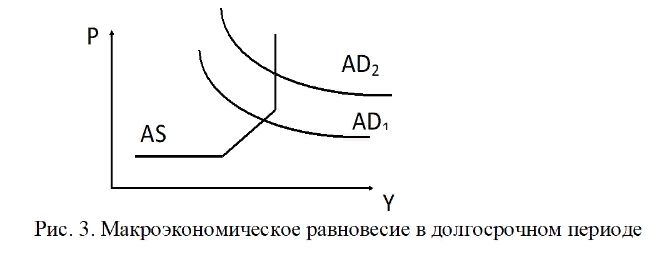 P
AD₂
AD₁
AS
Y
Рис. 3. Макроэкономическое равновесие в долгосрочном периоде